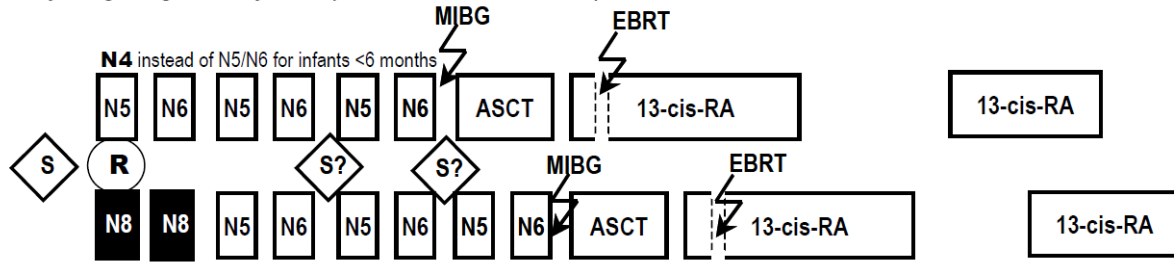 MIBG EBRT
N4 instead of N5/N6 for infants <6 months
N5 N6 N5 N6 N5 N6 ASCT 13-cis-RA 13-cis-RA
S R S? S? MIBG EBRT
N8 N8 N5 N6 N5 N6 N5 N6 ASCT 13-cis-RA 13-cis-RA